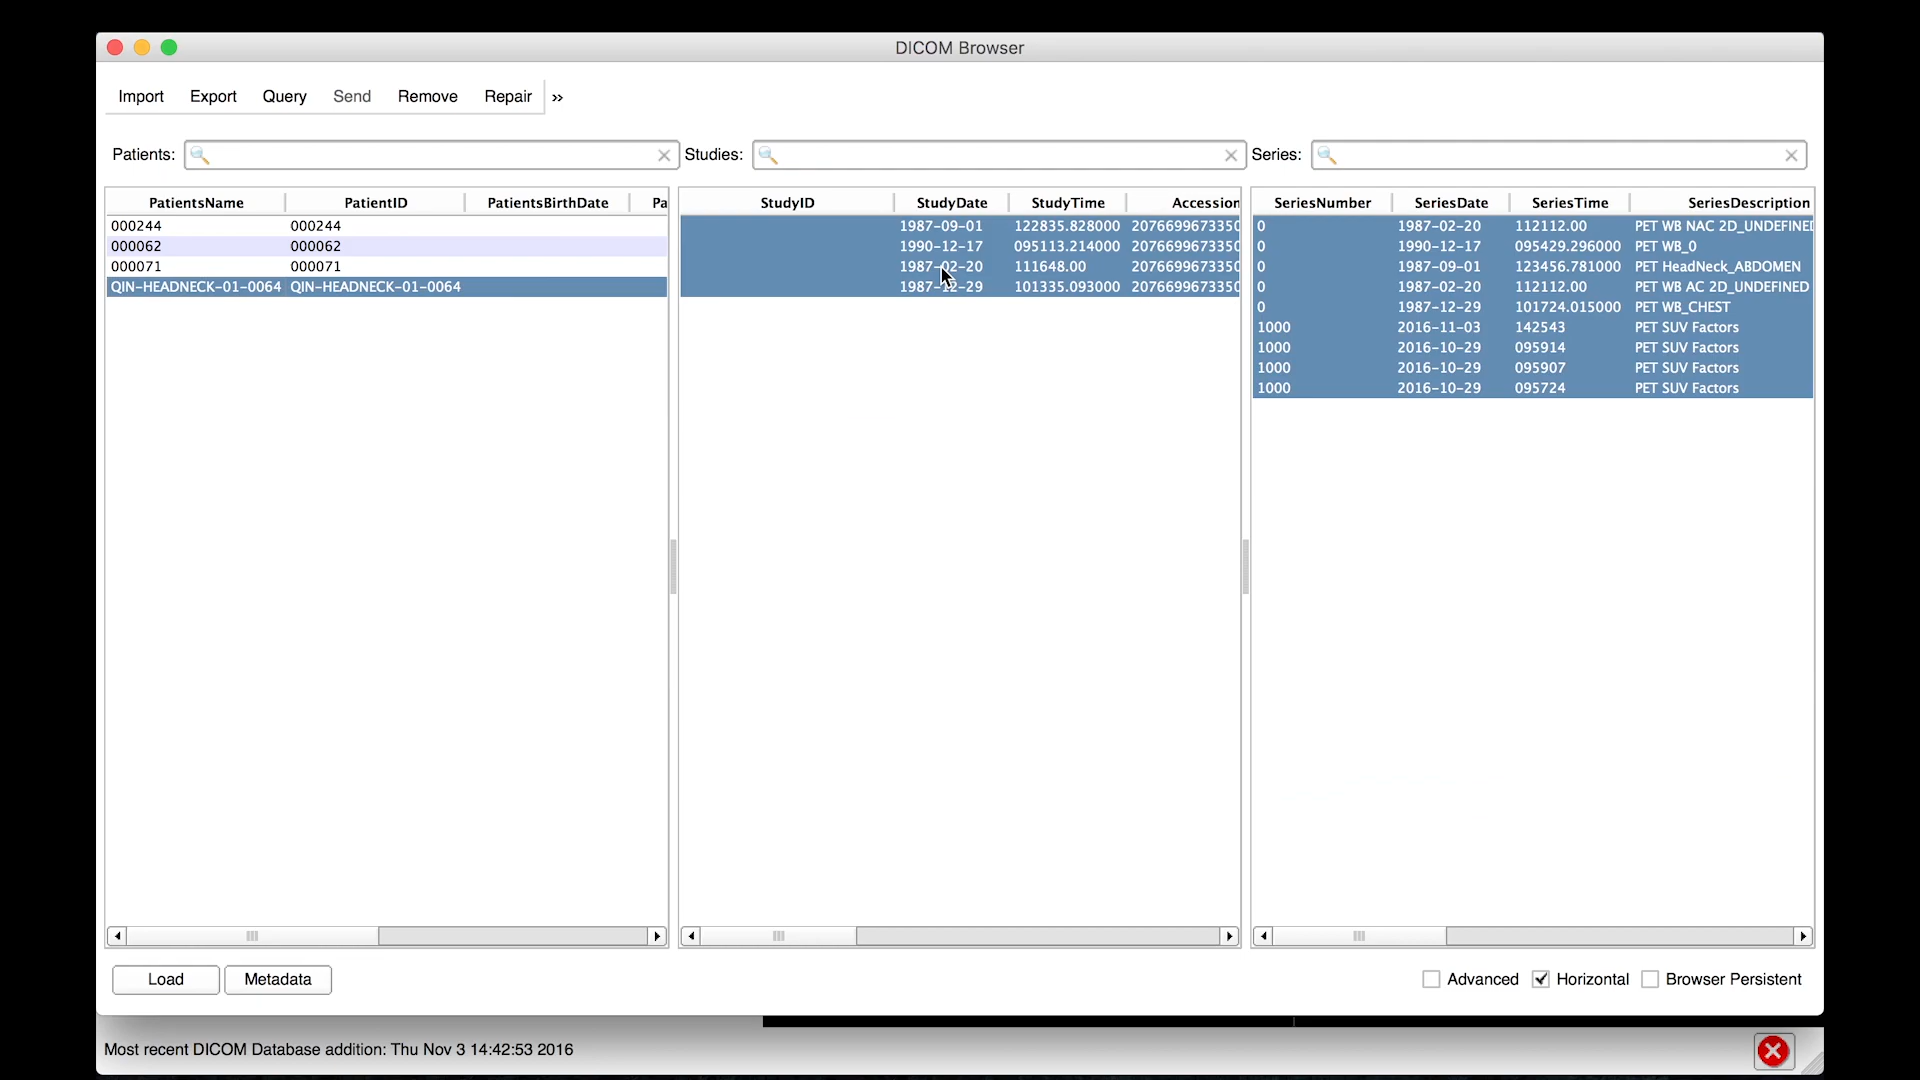 DICOM Browser
Import Export Query Send Remove Repair »
Patients: Studies: Series:
PatientsName PatientID PatientsBirthDate Pa StudyID StudyDate StudyTime Accession SeriesNumber SeriesDate SeriesTime SeriesDescription
000244 000244 1987-09-01 122835.828000 2076699673350 0 1987-02-20 112112.00 PET WB NAC 2D_UNDEFINED
000062 000062 1990-12-17 095113.214000 2076699673350 0 1990-12-17 095429.296000 PET WB_0
000071 000071 1987-02-20 111648.00 2076699673350 0 1987-09-01 123456.781000 PET HeadNeck_ABDOMEN
QIN-HEADNECK-01-0064 QIN-HEADNECK-01-0064 1987-12-29 101335.093000 2076699673350 0 1987-02-20 112112.00 PET WB AC 2D_UNDEFINED
0 1987-12-29 101724.015000 PET WB_CHEST
1000 2016-11-03 142543 PET SUV Factors
1000 2016-10-29 095914 PET SUV Factors
1000 2016-10-29 095907 PET SUV Factors
1000 2016-10-29 095724 PET SUV Factors
Load Metadata Advanced Horizontal Browser Persistent
Most recent DICOM Database addition: Thu Nov 3 14:42:53 2016